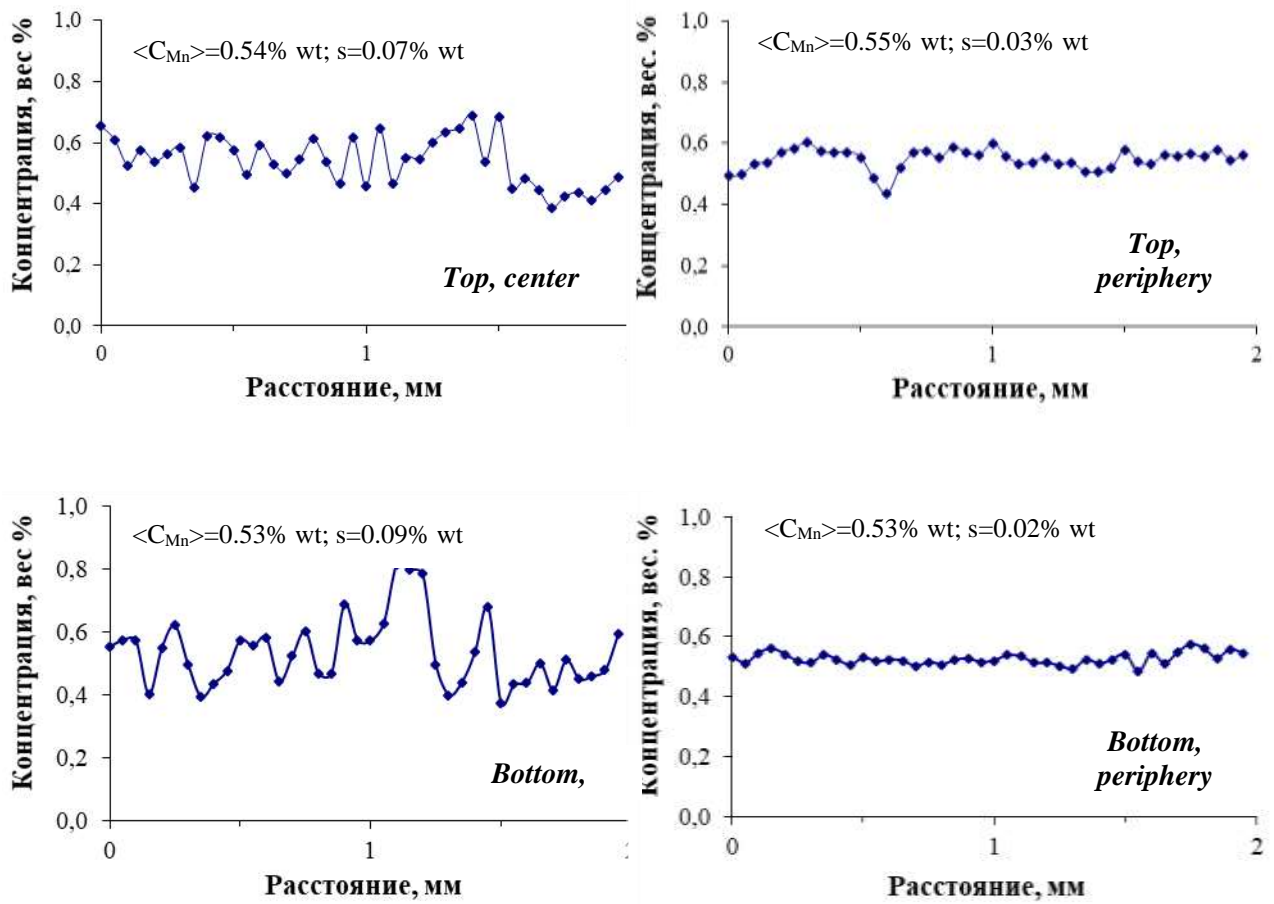 1,0
<C_Mn>=0.54% wt; s=0.07% wt
0,8
0,6
0,4
0,2
0,0
Концентрация, вес %
Top, center
0
1
Расстояние, мм
1,0
<C_Mn>=0.55% wt; s=0.03% wt
0,8
0,6
0,4
0,2
0,0
Концентрация, вес. %
Top,
periphery
0
1
2
Расстояние, мм
1,0
<C_Mn>=0.53% wt; s=0.09% wt
0,8
0,6
0,4
0,2
0,0
Концентрация, вес %
Bottom,
0
1
Расстояние, мм
1,0
<C_Mn>=0.53% wt; s=0.02% wt
0,8
0,6
0,4
0,2
0,0
Концентрация, вес. %
Bottom,
periphery
0
1
2
Расстояние, мм